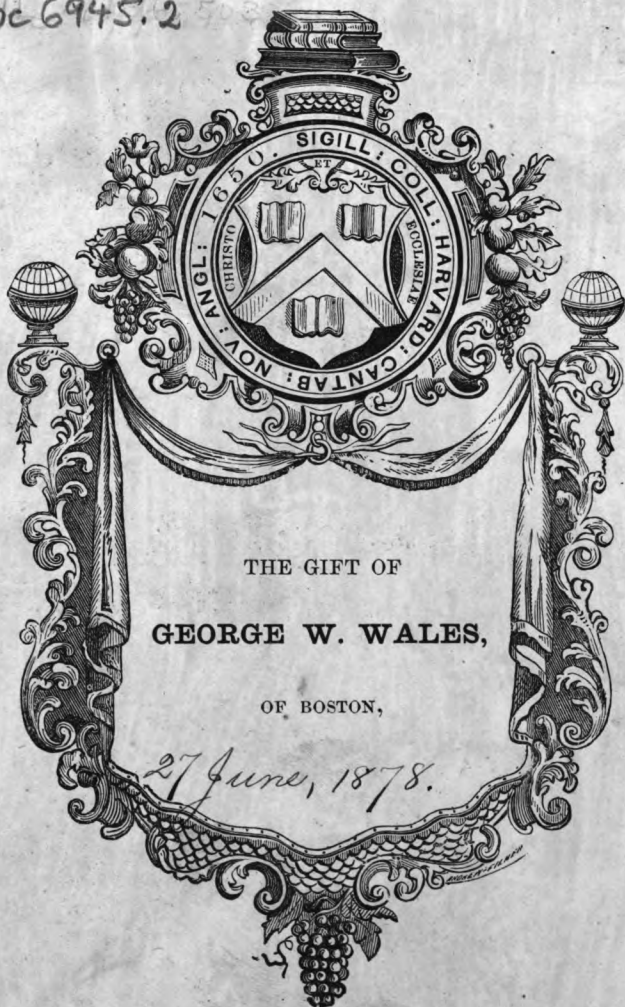 6945.2
SIGILL: COLL: HARVARD: CANTAB: NOV: ANGL: 1650.
ET
CHRISTO
ECCLESIAE
THE GIFT OF
GEORGE W. WALES,
OF BOSTON,
27 June, 1878.